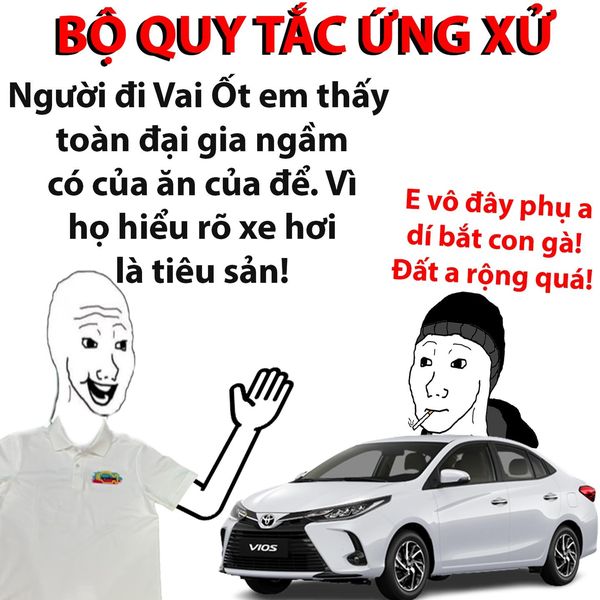 BỘ QUY TẮC ỨNG XỬ
Người đi Vai Ốt em thấy
toàn đại gia ngầm
có của ăn của để. Vì
họ hiểu rõ xe hơi
là tiêu sản!
E vô đây phụ a
dí bắt con gà!
Đất a rộng quá!
VIOS